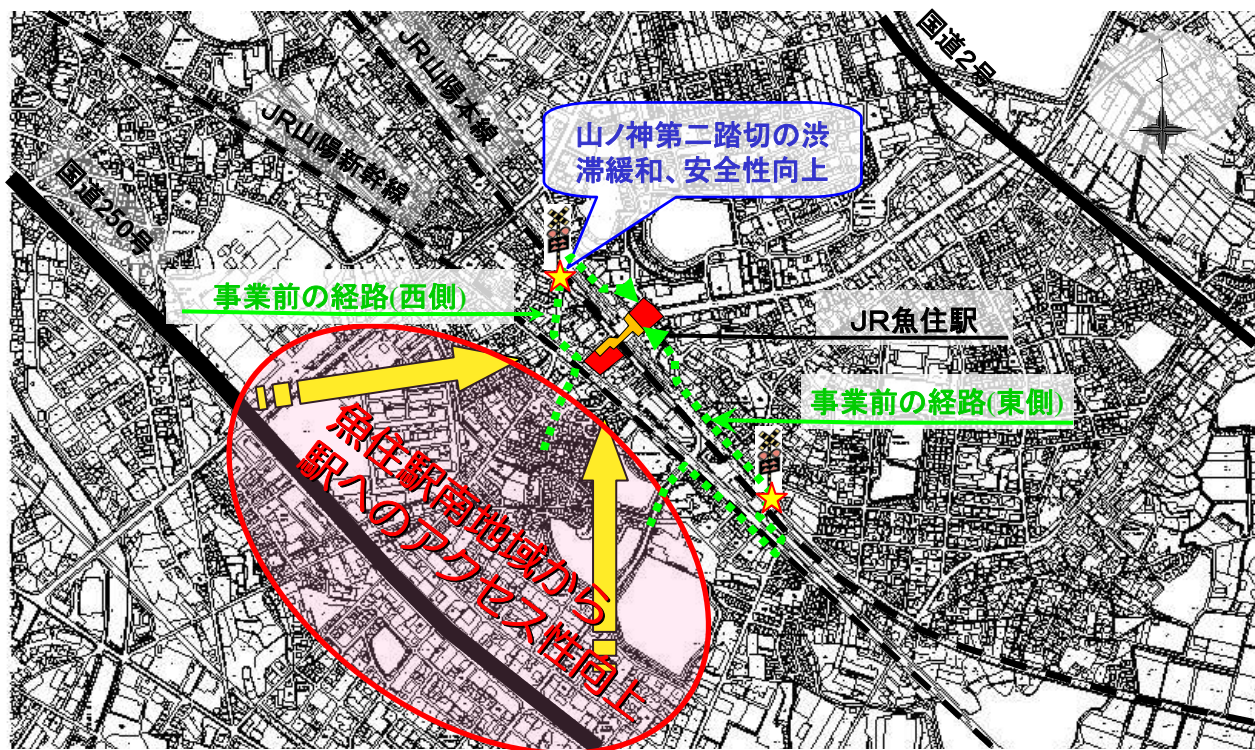 国道2号
JR山陽本線
JR山陽新幹線
国道250号
山ノ神第二踏切の渋
滞緩和、安全性向上
事業前の経路(西側)
JR魚住駅
事業前の経路(東側)
魚住駅南地域から
駅へのアクセス性向上